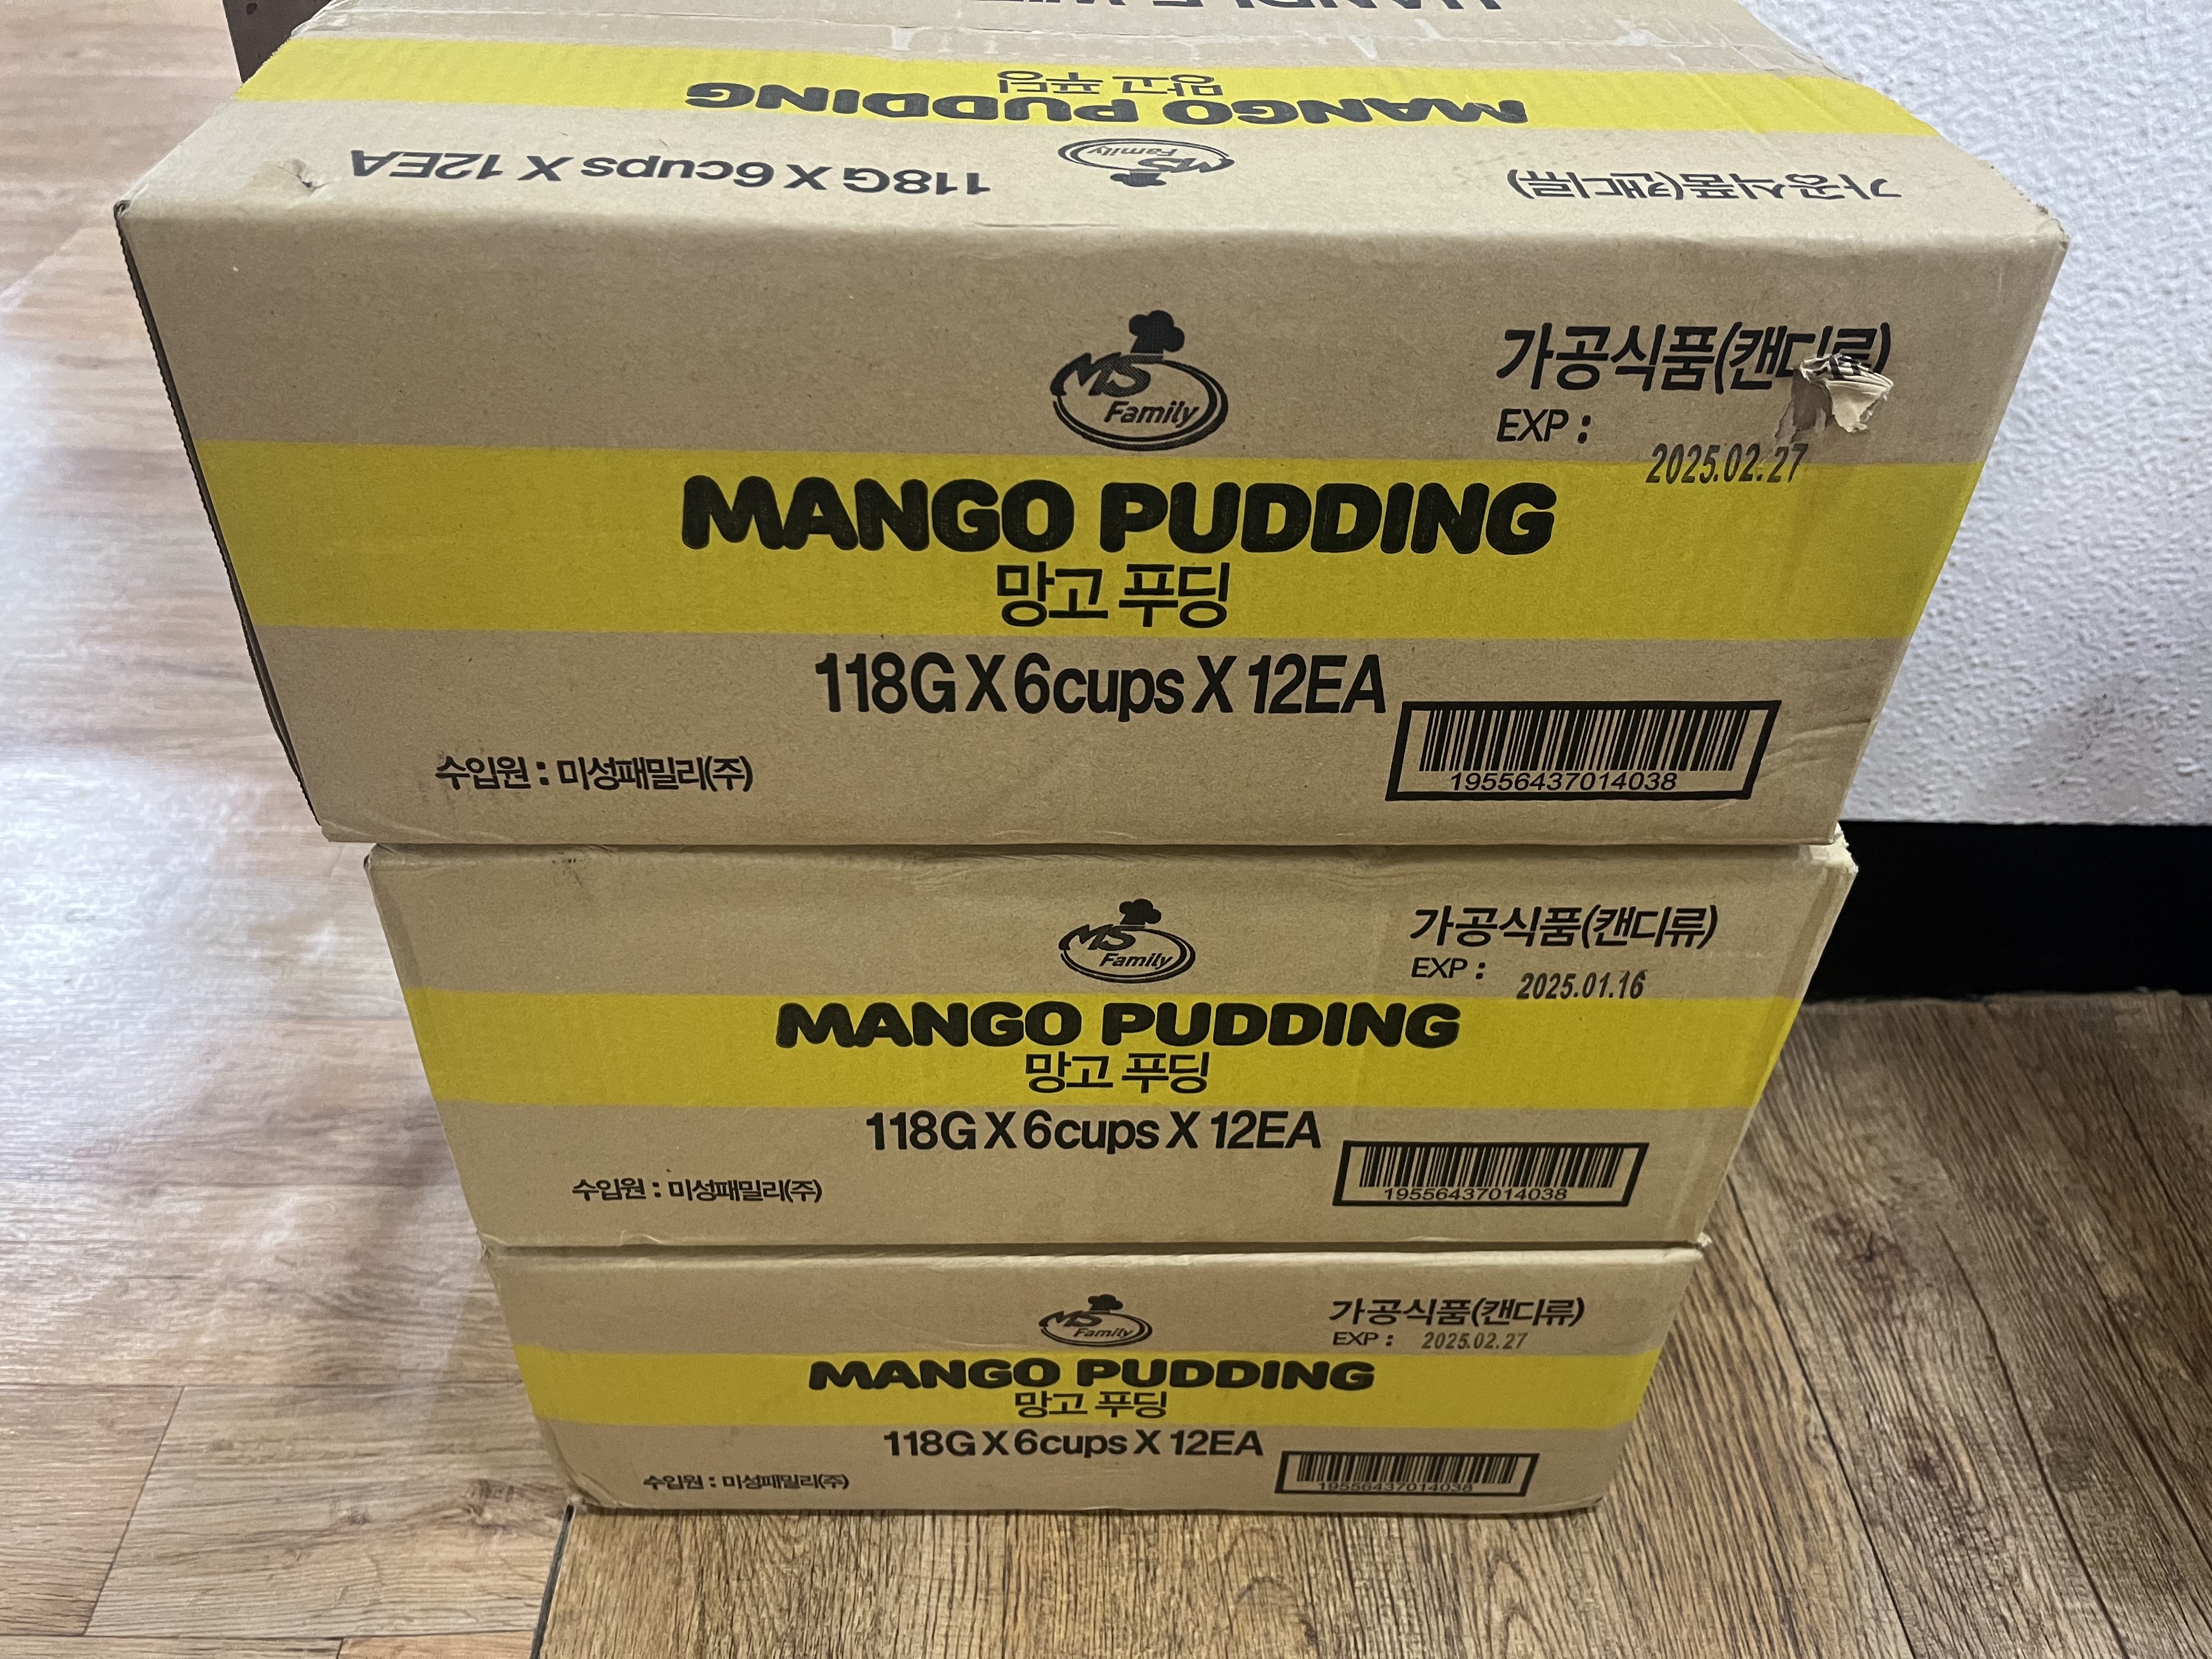 MANGO PUDDING
망고 푸딩
118G X 6cups X 12EA
MS
Family
가공식품(캔디류)
MS
Family
가공식품(캔디류)
EXP :
2025.02.27
MANGO PUDDING
망고 푸딩
118G X 6cups X 12EA
수입원 : 미성패밀리(주)
19556437014038
MS
Family
가공식품(캔디류)
EXP :
2025.01.16
MANGO PUDDING
망고 푸딩
118G X 6cups X 12EA
수입원 : 미성패밀리(주)
19556437014038
MS
Family
가공식품(캔디류)
EXP : 2025.02.27
MANGO PUDDING
망고 푸딩
118G X 6cups X 12EA
수입원 : 미성패밀리(주)
19556437014038